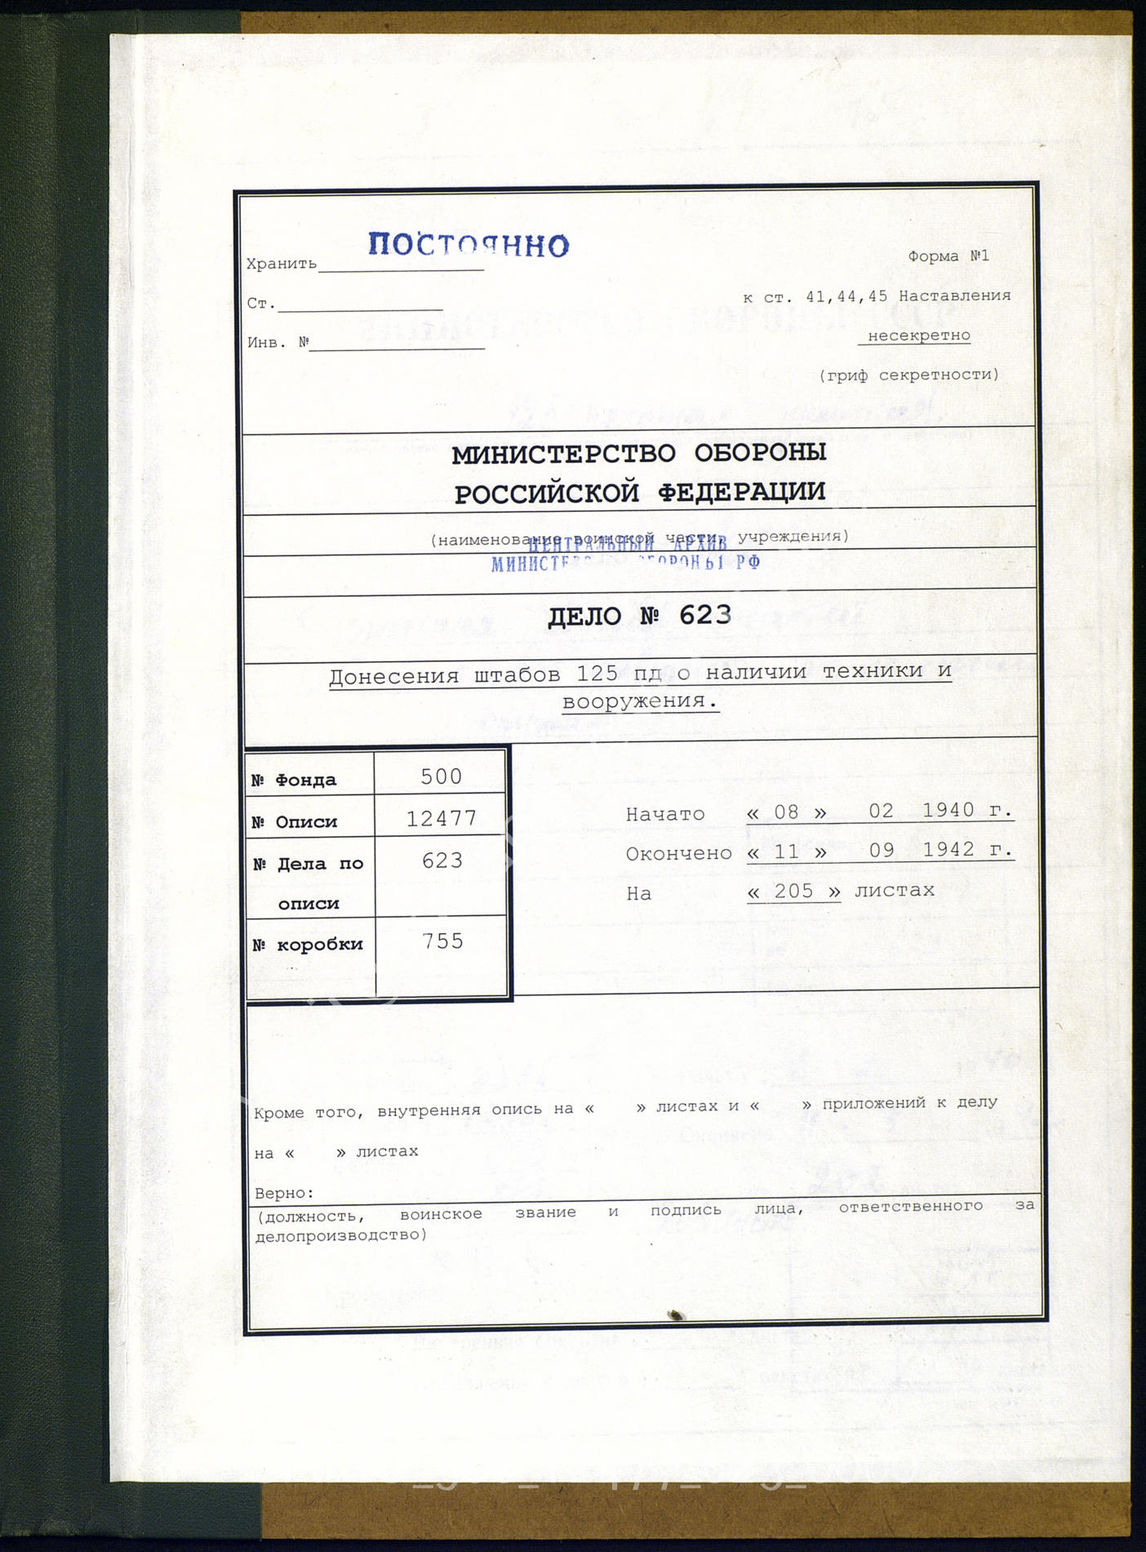 ПОСТОЯННО
Хранить
Форма №1
Ст.
к ст. 41,44,45 Наставления
Инв. №
несекретно
(гриф секретности)
МИНИСТЕРСТВО ОБОРОНЫ
РОССИЙСКОЙ ФЕДЕРАЦИИ
(наименование воинской части, учреждения)
ЦЕНТРАЛЬНЫЙ АРХИВ
МИНИСТЕРСТВА ОБОРОНЫ РФ
ДЕЛО № 623
Донесения штабов 125 пд о наличии техники и
вооружения.
№ Фонда 500
№ Описи 12477
№ Дела по 623
описи
№ коробки 755
Начато « 08 » 02 1940 г.
Окончено « 11 » 09 1942 г.
На « 205 » листах
Кроме того, внутренняя опись на « » листах и « » приложений к делу
на « » листах
Верно:
(должность, воинское звание и подпись лица, ответственного за
делопроизводство)